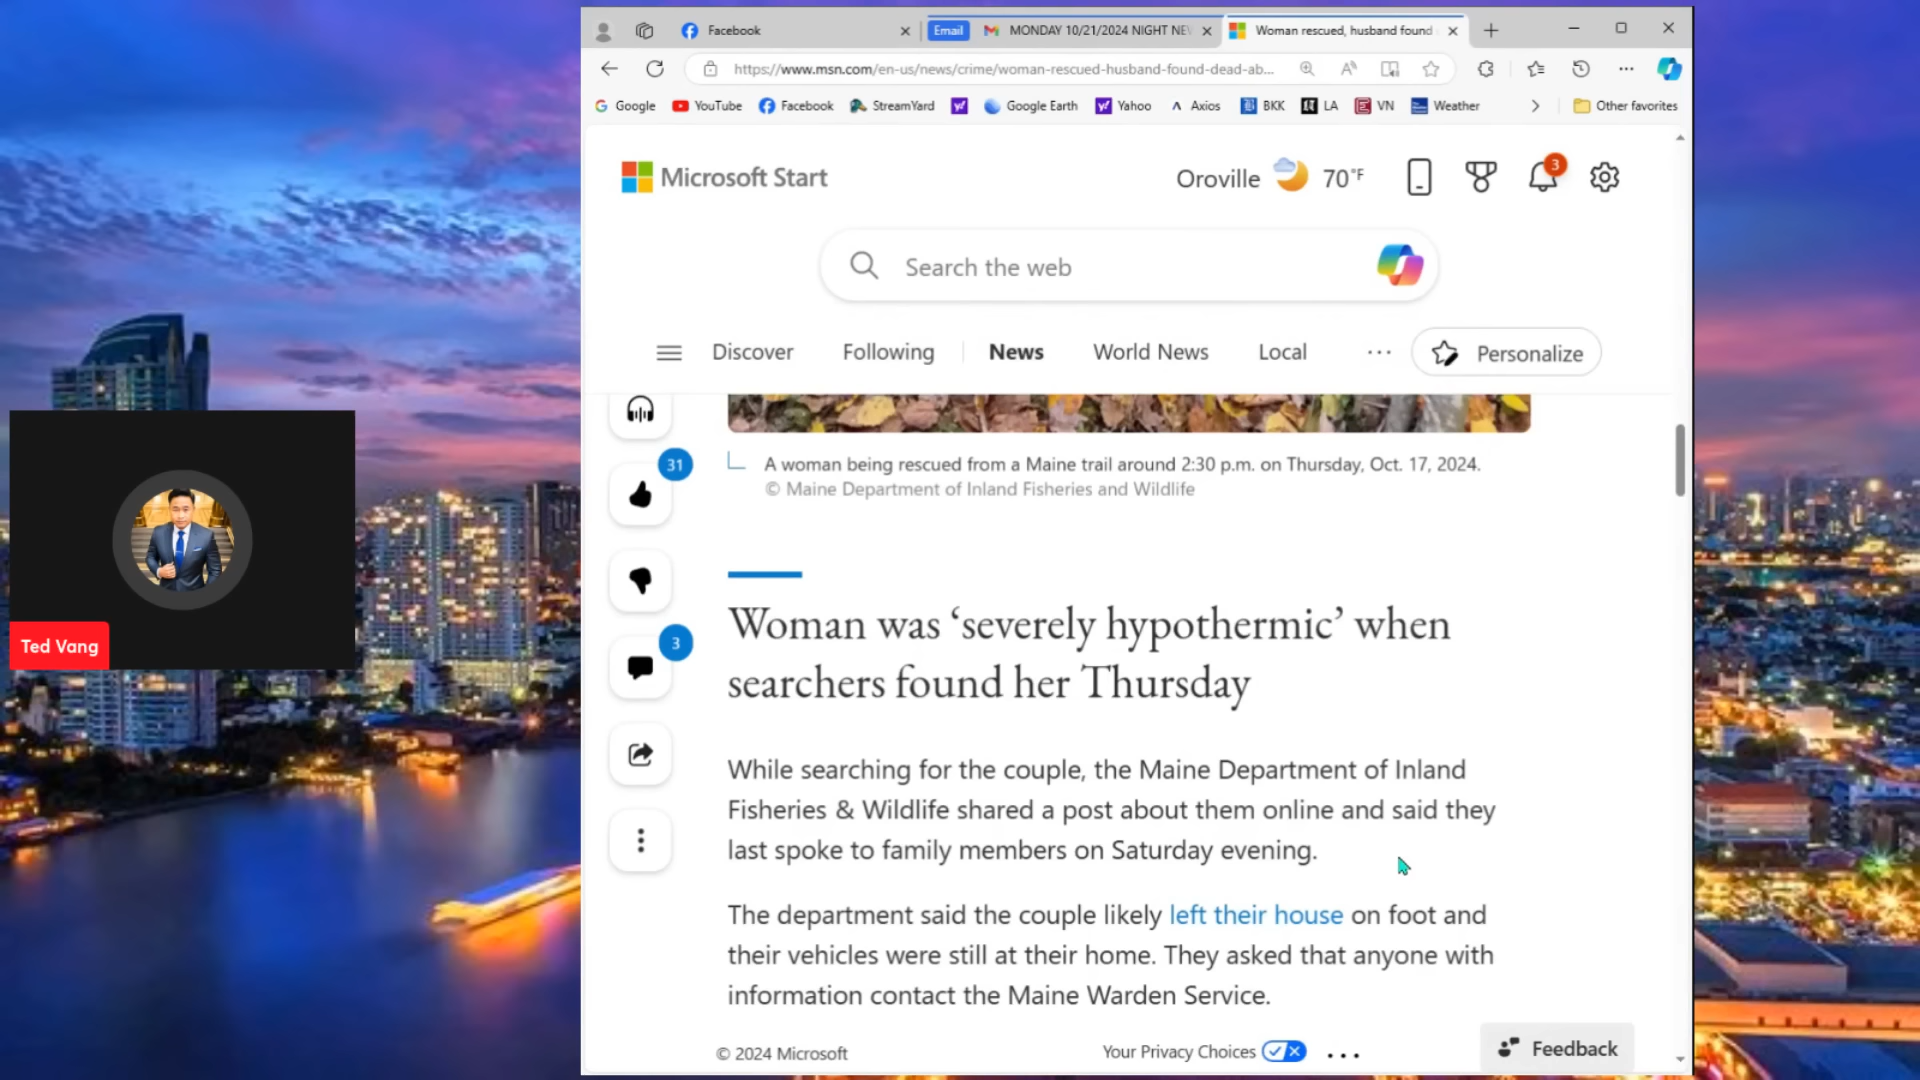 Facebook
Email
MONDAY 10/21/2024 NIGHT NEV
Woman rescued, husband found
https://www.msn.com/en-us/news/crime/woman-rescued-husband-found-dead-ab...
Google
YouTube
Facebook
StreamYard
Google Earth
Yahoo
Axios
BKK
LA
VN
Weather
Other favorites
Microsoft Start
Oroville
70°F
3
Search the web
Discover
Following
News
World News
Local
Personalize
31
A woman being rescued from a Maine trail around 2:30 p.m. on Thursday, Oct. 17, 2024.
© Maine Department of Inland Fisheries and Wildlife
3
Woman was ‘severely hypothermic’ when
searchers found her Thursday
Ted Vang
While searching for the couple, the Maine Department of Inland
Fisheries & Wildlife shared a post about them online and said they
last spoke to family members on Saturday evening.
The department said the couple likely left their house on foot and
their vehicles were still at their home. They asked that anyone with
information contact the Maine Warden Service.
© 2024 Microsoft
Your Privacy Choices
Feedback